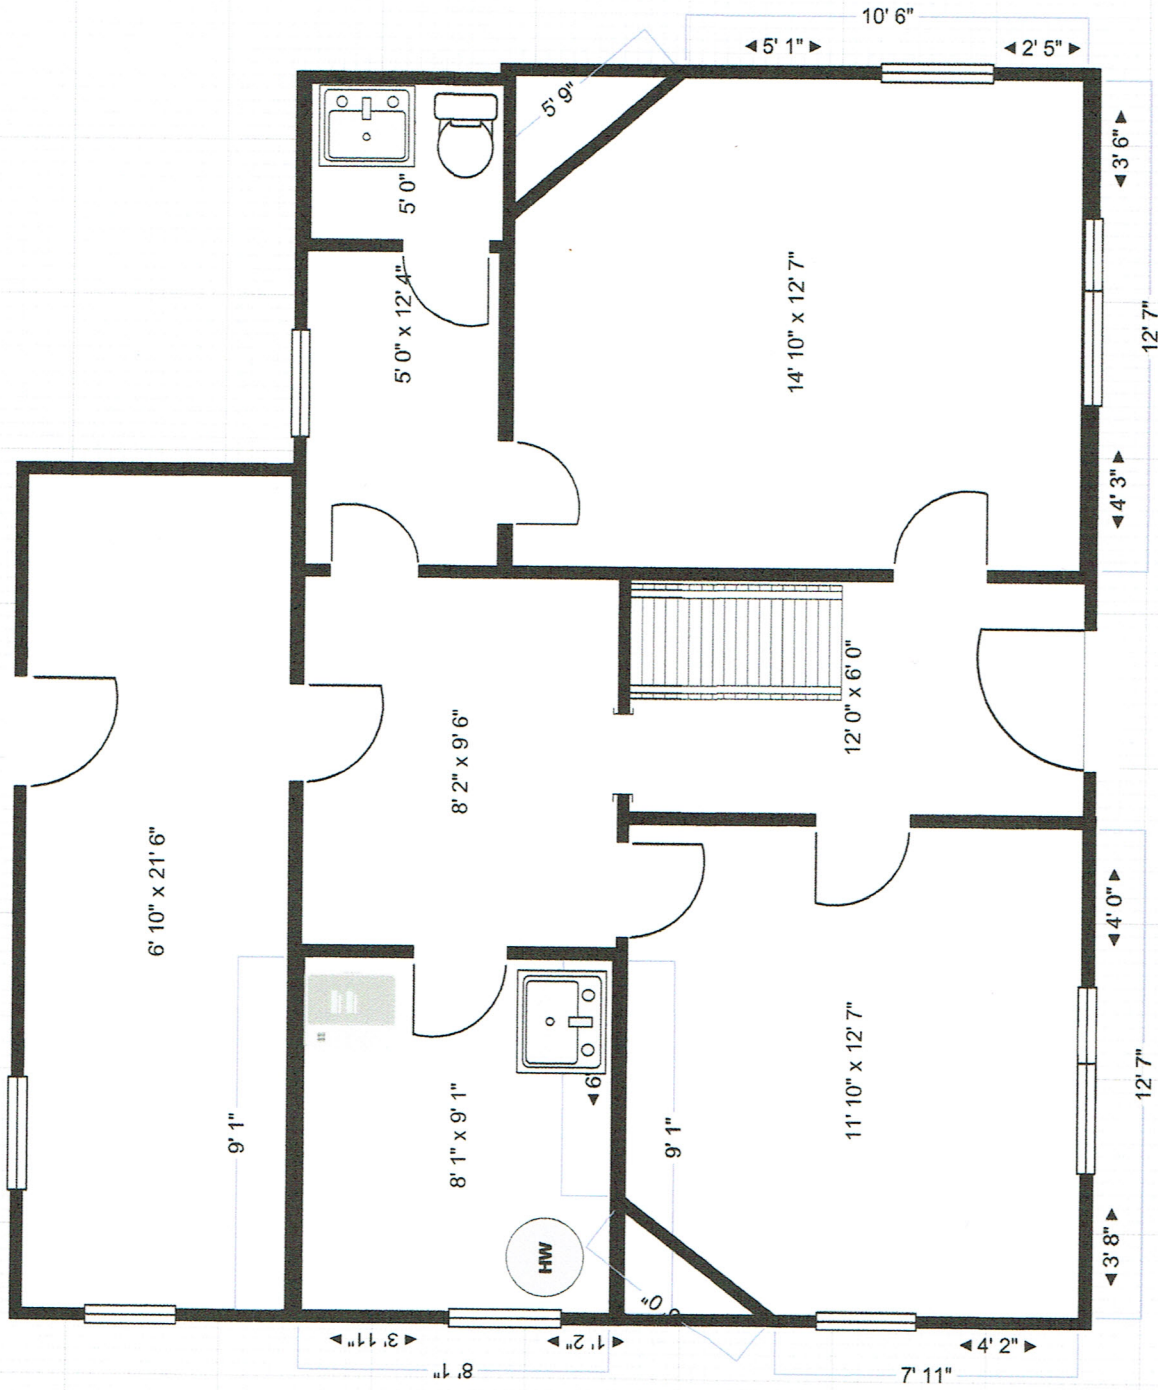 10' 6"
5' 1"
2' 5"
5' 9"
3' 6"
5' 0"
5' 0" x 12' 4"
14' 10" x 12' 7"
12' 7"
4' 3"
12' 0" x 6' 0"
8' 2" x 9' 6"
6' 10" x 21' 6"
4' 0"
9' 1"
8' 1" x 9' 1"
6'
9' 1"
11' 10" x 12' 7"
12' 7"
HW
3' 8"
3' 11"
1' 2"
8' 1"
4' 2"
7' 11"